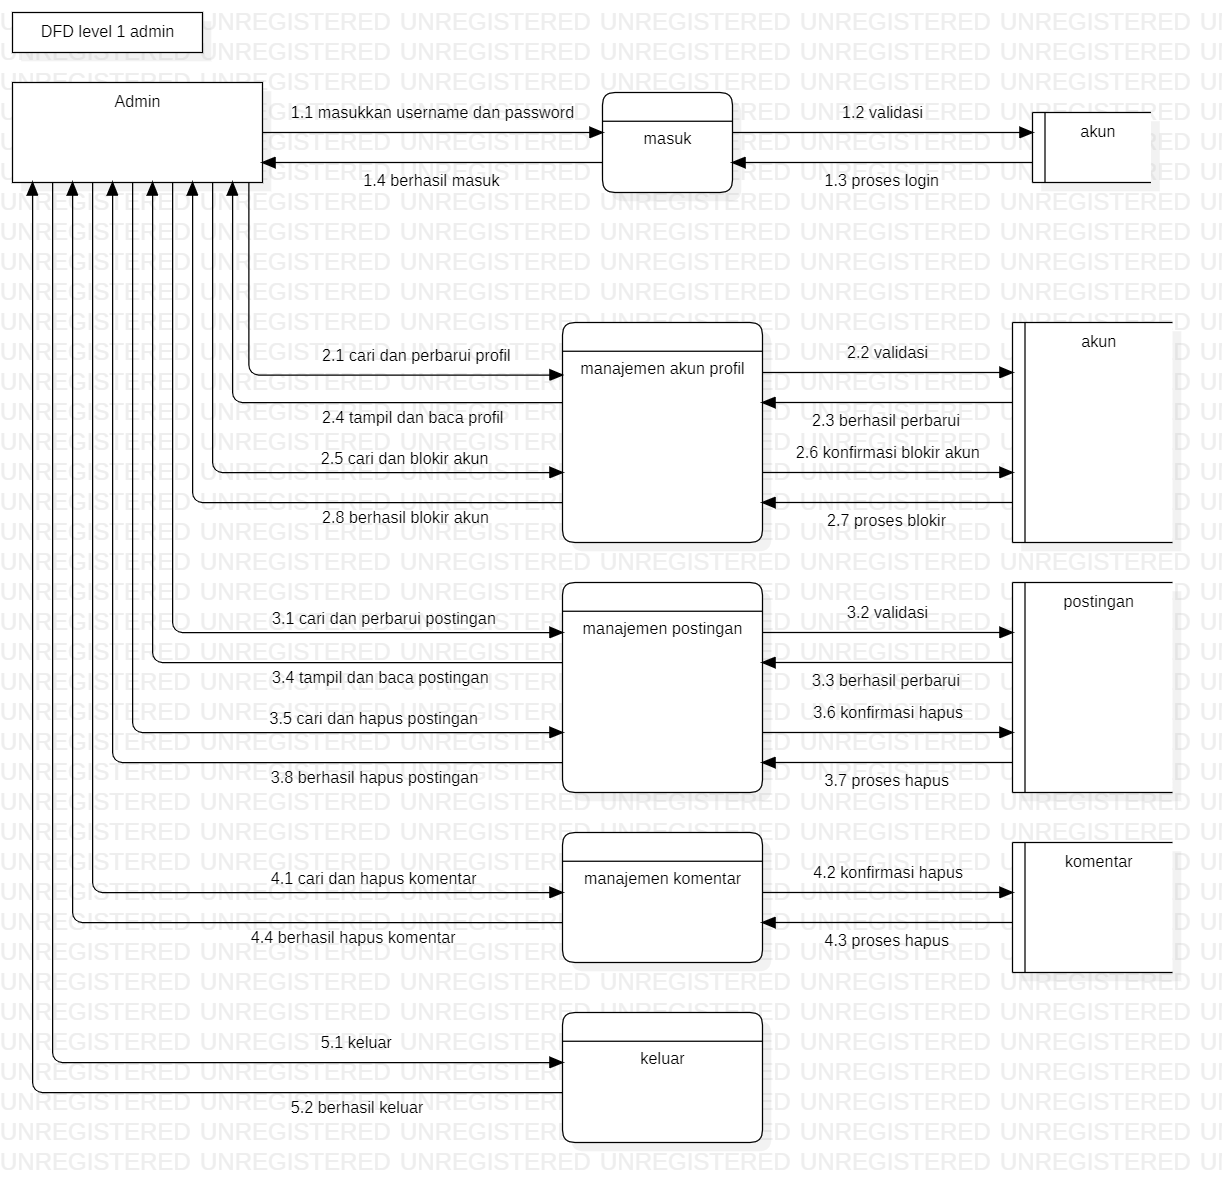 DFD level 1 admin
Admin
1.1 masukkan username dan password
masuk
1.2 validasi
akun
1.4 berhasil masuk
1.3 proses login
2.1 cari dan perbarui profil
manajemen akun profil
2.2 validasi
akun
2.4 tampil dan baca profil
2.3 berhasil perbarui
2.5 cari dan blokir akun
2.6 konfirmasi blokir akun
2.8 berhasil blokir akun
2.7 proses blokir
3.1 cari dan perbarui postingan
manajemen postingan
3.2 validasi
postingan
3.4 tampil dan baca postingan
3.3 berhasil perbarui
3.5 cari dan hapus postingan
3.6 konfirmasi hapus
3.8 berhasil hapus postingan
3.7 proses hapus
4.1 cari dan hapus komentar
manajemen komentar
4.2 konfirmasi hapus
komentar
4.4 berhasil hapus komentar
4.3 proses hapus
5.1 keluar
keluar
5.2 berhasil keluar
UNREGISTERED